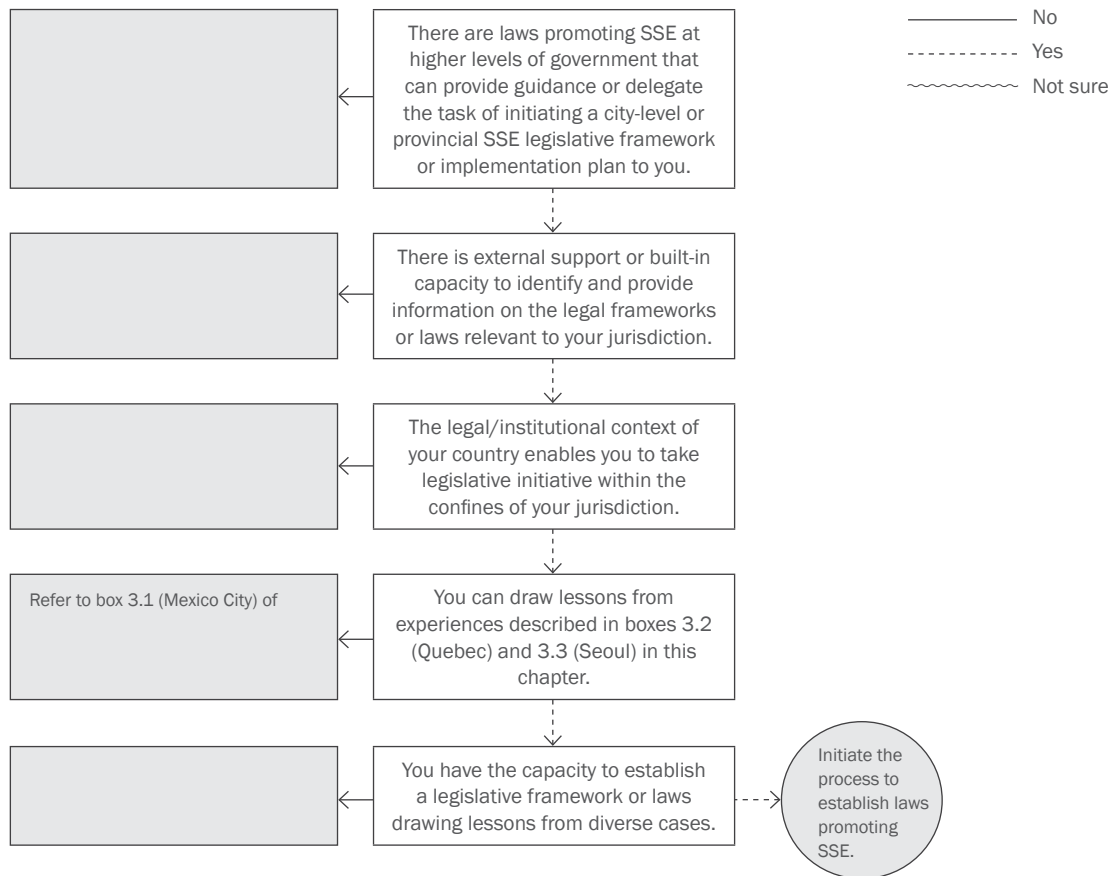 There are laws promoting SSE at
higher levels of government that
can provide guidance or delegate
the task of initiating a city-level or
provincial SSE legislative framework
or implementation plan to you.
No
Yes
Not sure
There is external support or built-in
capacity to identify and provide
information on the legal frameworks
or laws relevant to your jurisdiction.
The legal/institutional context of
your country enables you to take
legislative initiative within the
confines of your jurisdiction.
Refer to box 3.1 (Mexico City) of
You can draw lessons from
experiences described in boxes 3.2
(Quebec) and 3.3 (Seoul) in this
chapter.
You have the capacity to establish
a legislative framework or laws
drawing lessons from diverse cases.
Initiate the
process to
establish laws
promoting
SSE.